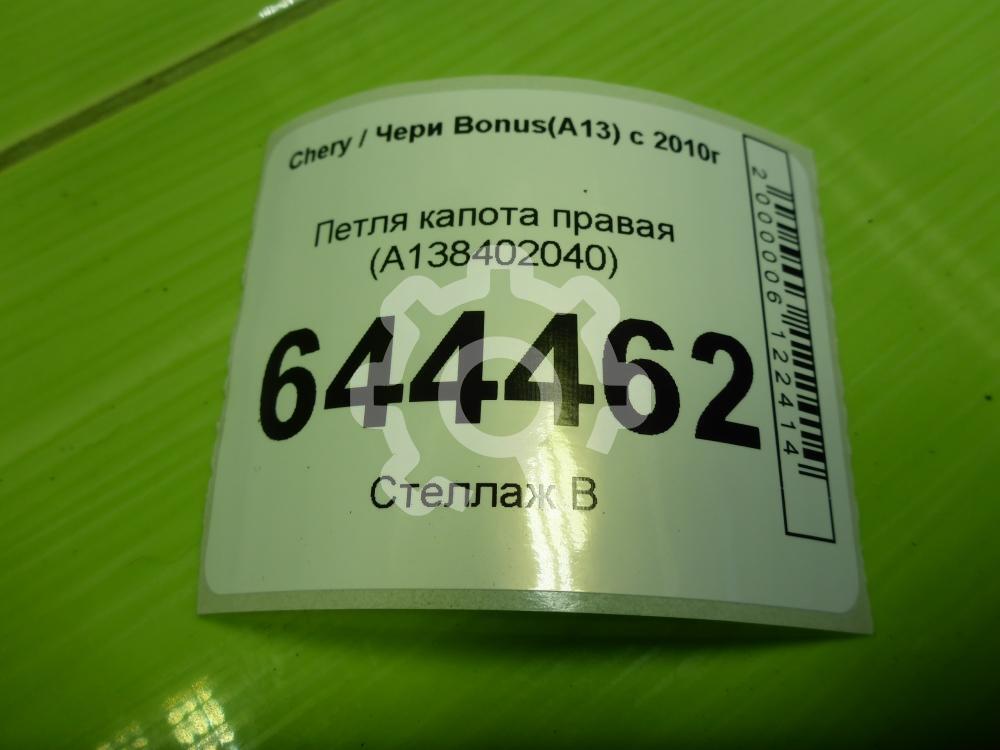 Chery / Чери Bonus(A13) с 2010г
Петля капота правая
(A138402040)
644462
Стеллаж В
2000006122414